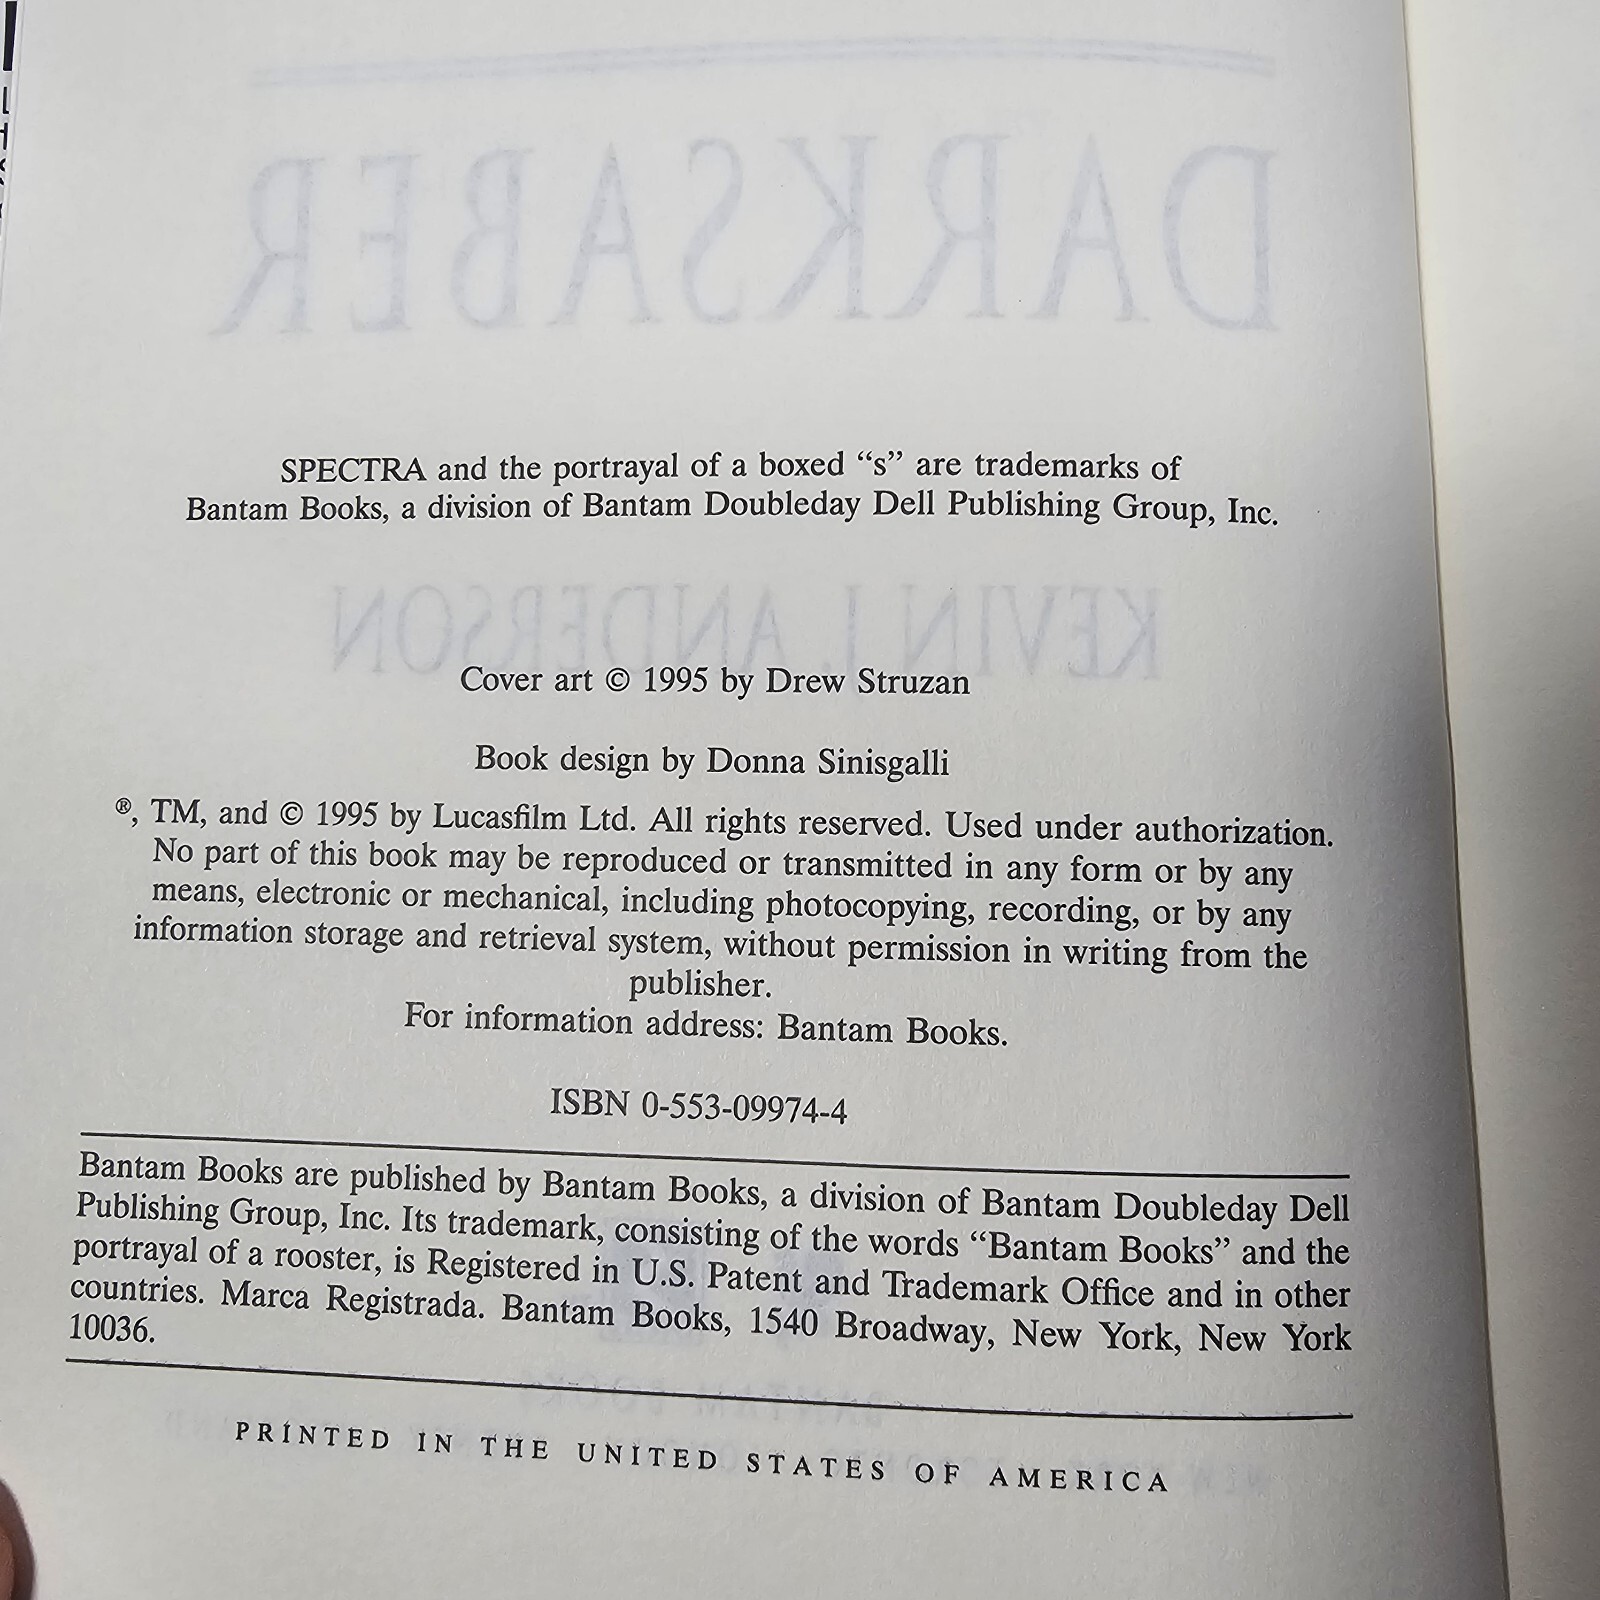 DARKSABER
SPECTRA and the portrayal of a boxed “s” are trademarks of
Bantam Books, a division of Bantam Doubleday Dell Publishing Group, Inc.
KEVIN J. ANDERSON
Cover art © 1995 by Drew Struzan
Book design by Donna Sinisgalli
®, TM, and © 1995 by Lucasfilm Ltd. All rights reserved. Used under authorization.
No part of this book may be reproduced or transmitted in any form or by any
means, electronic or mechanical, including photocopying, recording, or by any
information storage and retrieval system, without permission in writing from the
publisher.
For information address: Bantam Books.
ISBN 0-553-09974-4
Bantam Books are published by Bantam Books, a division of Bantam Doubleday Dell
Publishing Group, Inc. Its trademark, consisting of the words “Bantam Books” and the
portrayal of a rooster, is Registered in U.S. Patent and Trademark Office and in other
countries. Marca Registrada. Bantam Books, 1540 Broadway, New York, New York
10036.
BANTAM BOOKS
PRINTED IN THE UNITED STATES OF AMERICA